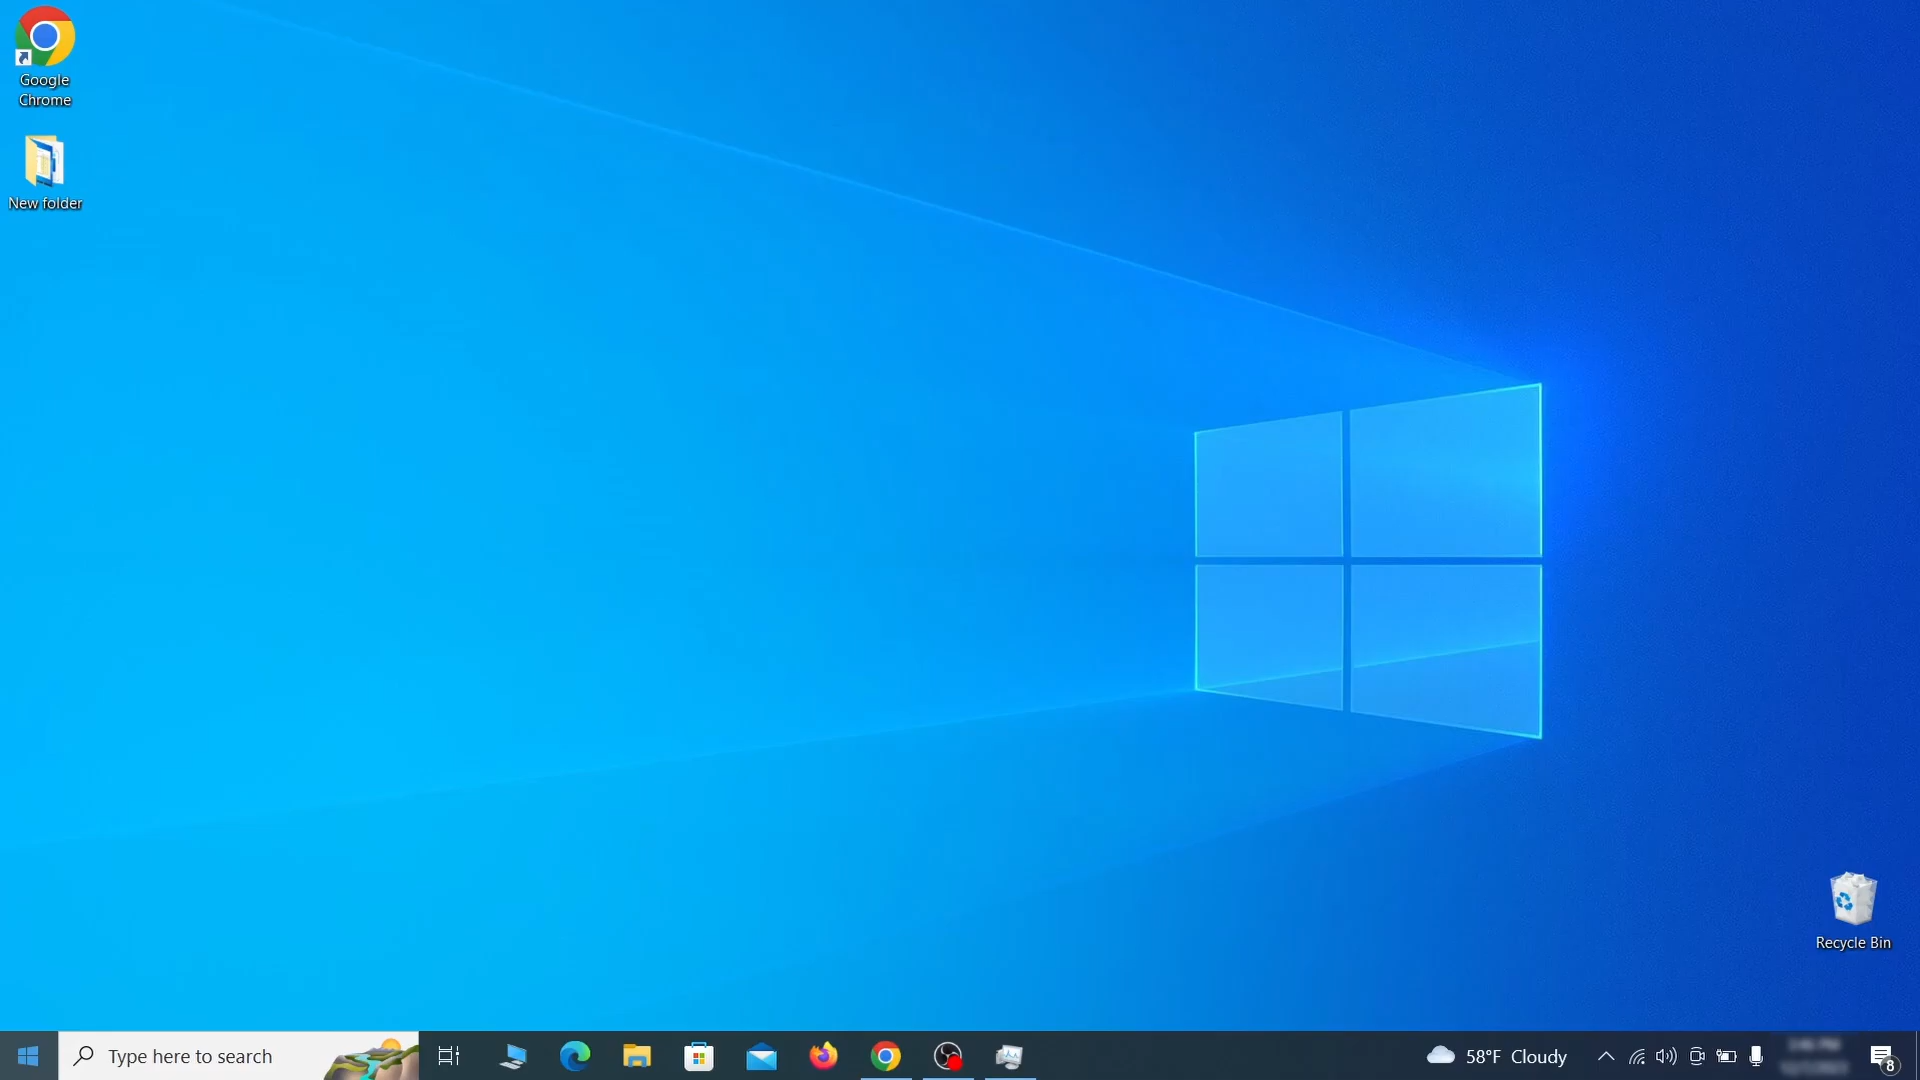 Google
Chrome
New folder
Recycle Bin
Type here to search
58°F Cloudy
8